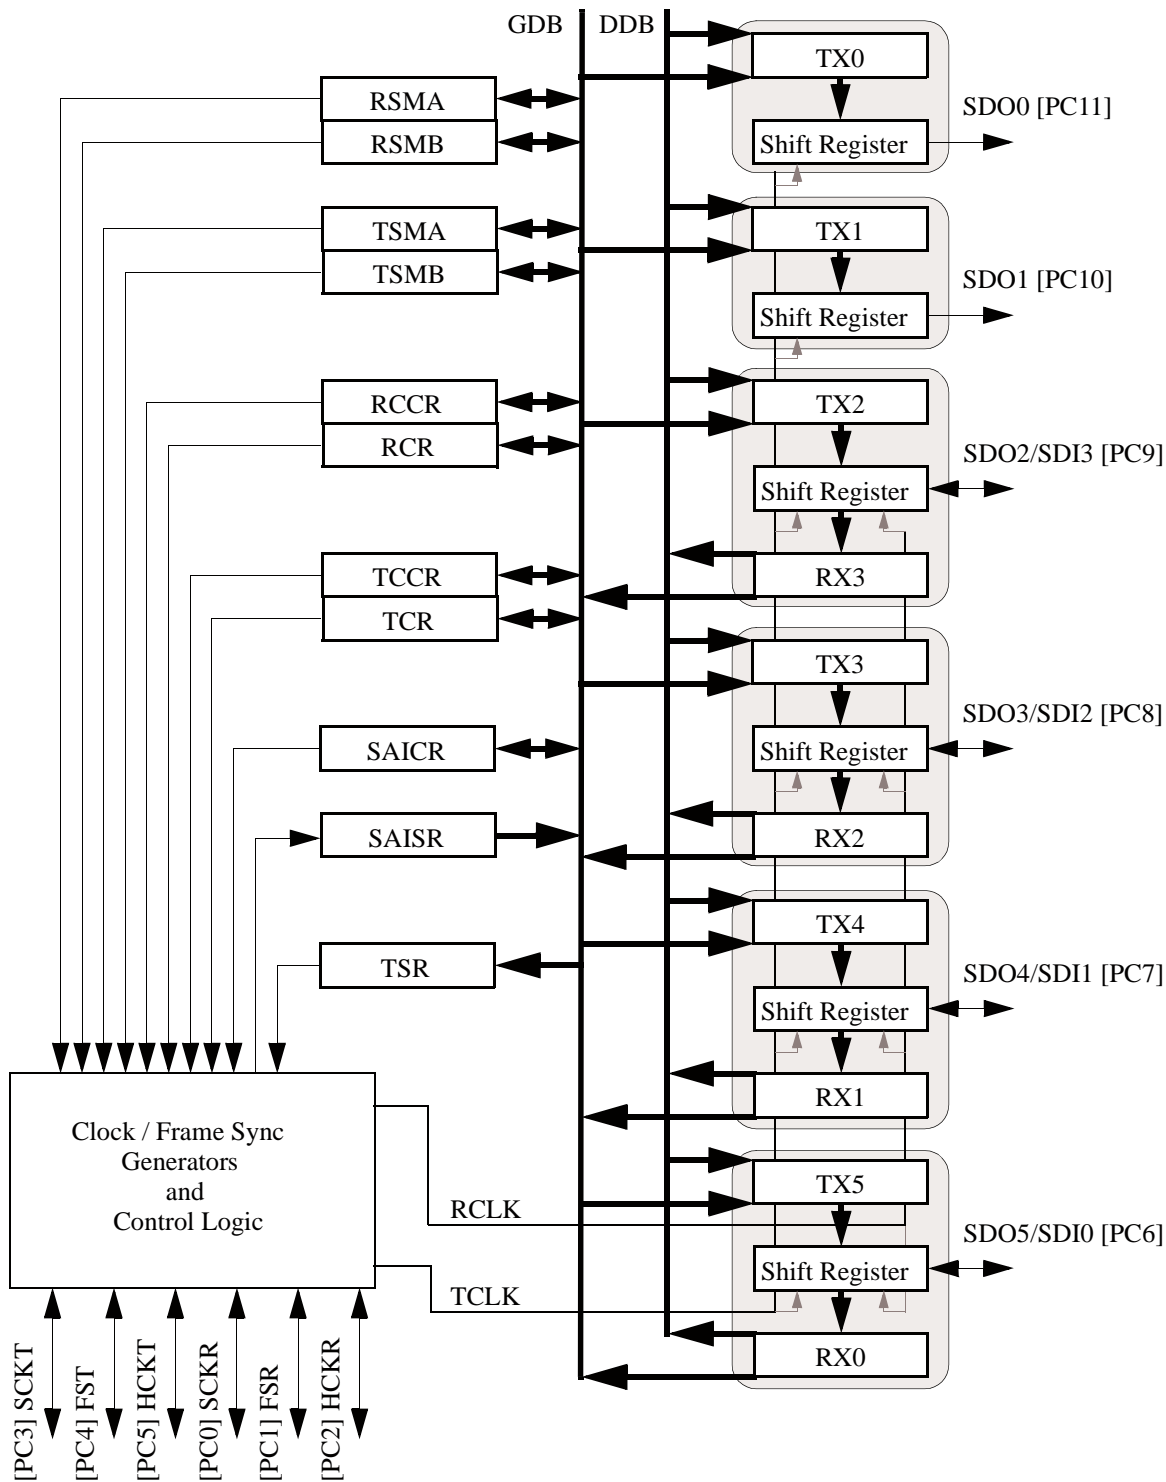 GDB
DDB
TX0
RSMA
SDO0 [PC11]
RSMB
Shift Register
TSMA
TX1
TSMB
SDO1 [PC10]
Shift Register
RCCR
TX2
RCR
SDO2/SDI3 [PC9]
Shift Register
TCCR
RX3
TCR
TX3
SDO3/SDI2 [PC8]
SAICR
Shift Register
SAISR
RX2
TX4
TSR
SDO4/SDI1 [PC7]
Shift Register
RX1
Clock / Frame Sync
Generators
and
Control Logic
TX5
RCLK
SDO5/SDI0 [PC6]
Shift Register
TCLK
RX0
[PC3] SCKT
[PC4] FST
[PC5] HCKT
[PC0] SCKR
[PC1] FSR
[PC2] HCKR